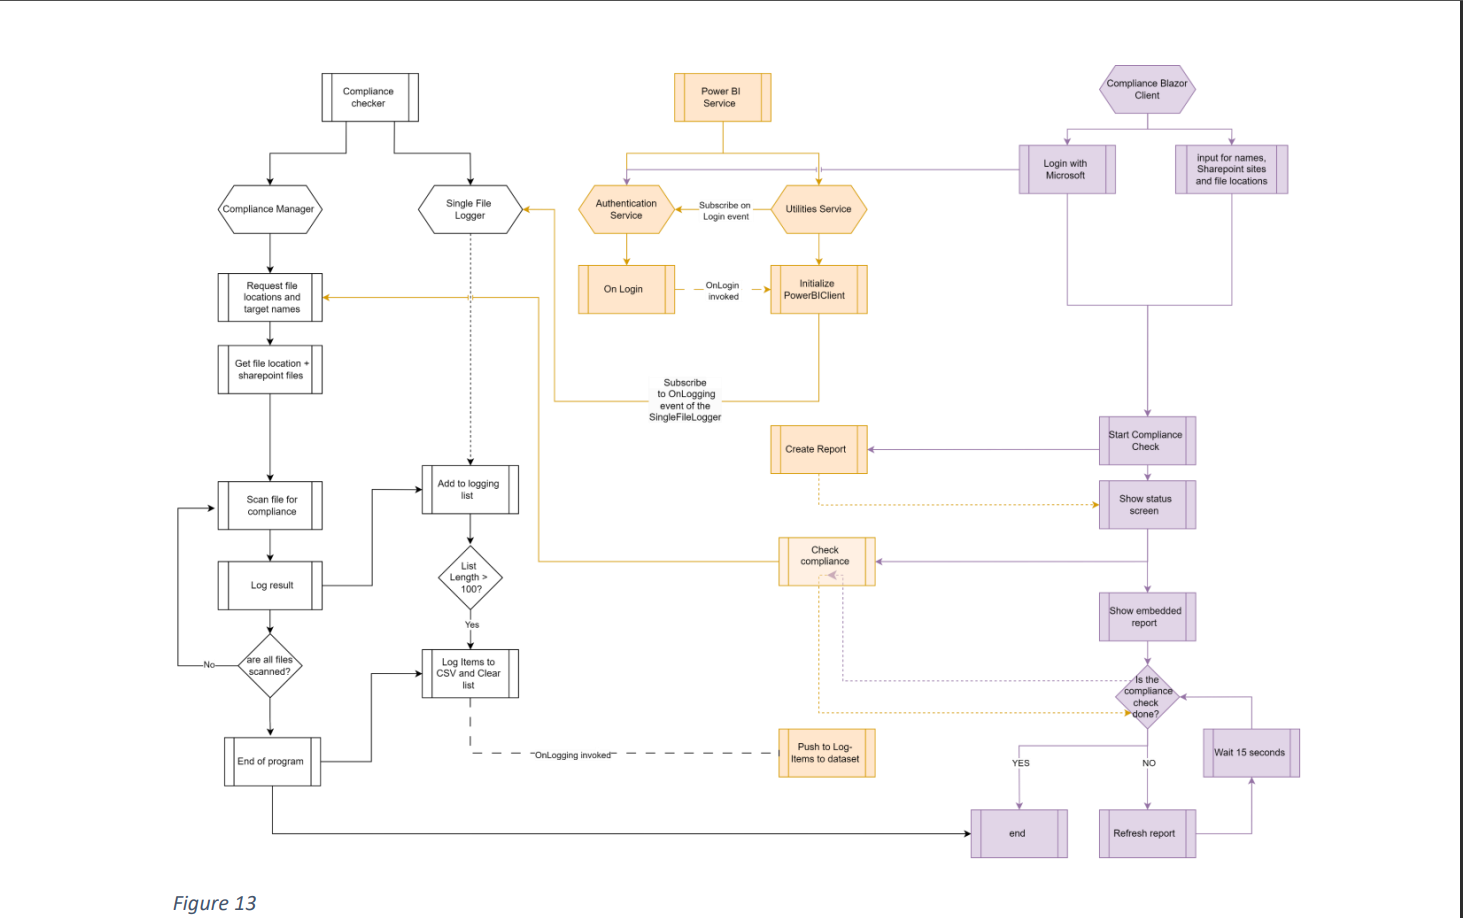 Compliance
checker
Power BI
Service
Compliance Blazor
Client
Login with
Microsoft
input for names,
Sharepoint sites
and file locations
Compliance Manager
Single File
Logger
Authentication
Service
Subscribe on
Login event
Utilities Service
Request file
locations and
target names
On Login
OnLogin
invoked
Initialize
PowerBIClient
Get file location +
sharepoint files
Subscribe
to OnLogging
event of the
SingleFileLogger
Create Report
Start Compliance
Check
Scan file for
compliance
Add to logging
list
Show status
screen
Log result
List
Length >
100?
Check
compliance
Yes
Show embedded
report
No
are all files
scanned?
Log Items to
CSV and Clear
list
Is the
compliance
check
done?
End of program
OnLogging invoked
Push to Log-
Items to dataset
YES
NO
Wait 15 seconds
end
Refresh report
Figure 13